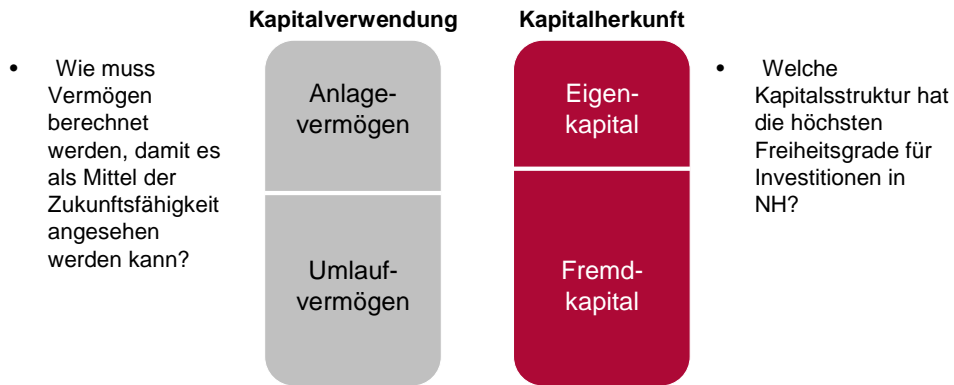 Kapitalverwendung
Kapitalherkunft
• Wie muss
Vermögen
berechnet
werden, damit es
als Mittel der
Zukunftsfähigkeit
angesehen
werden kann?
Anlage-
vermögen
Umlauf-
vermögen
Eigen-
kapital
Fremd-
kapital
• Welche
Kapitalsstruktur hat
die höchsten
Freiheitsgrade für
Investitionen in
NH?